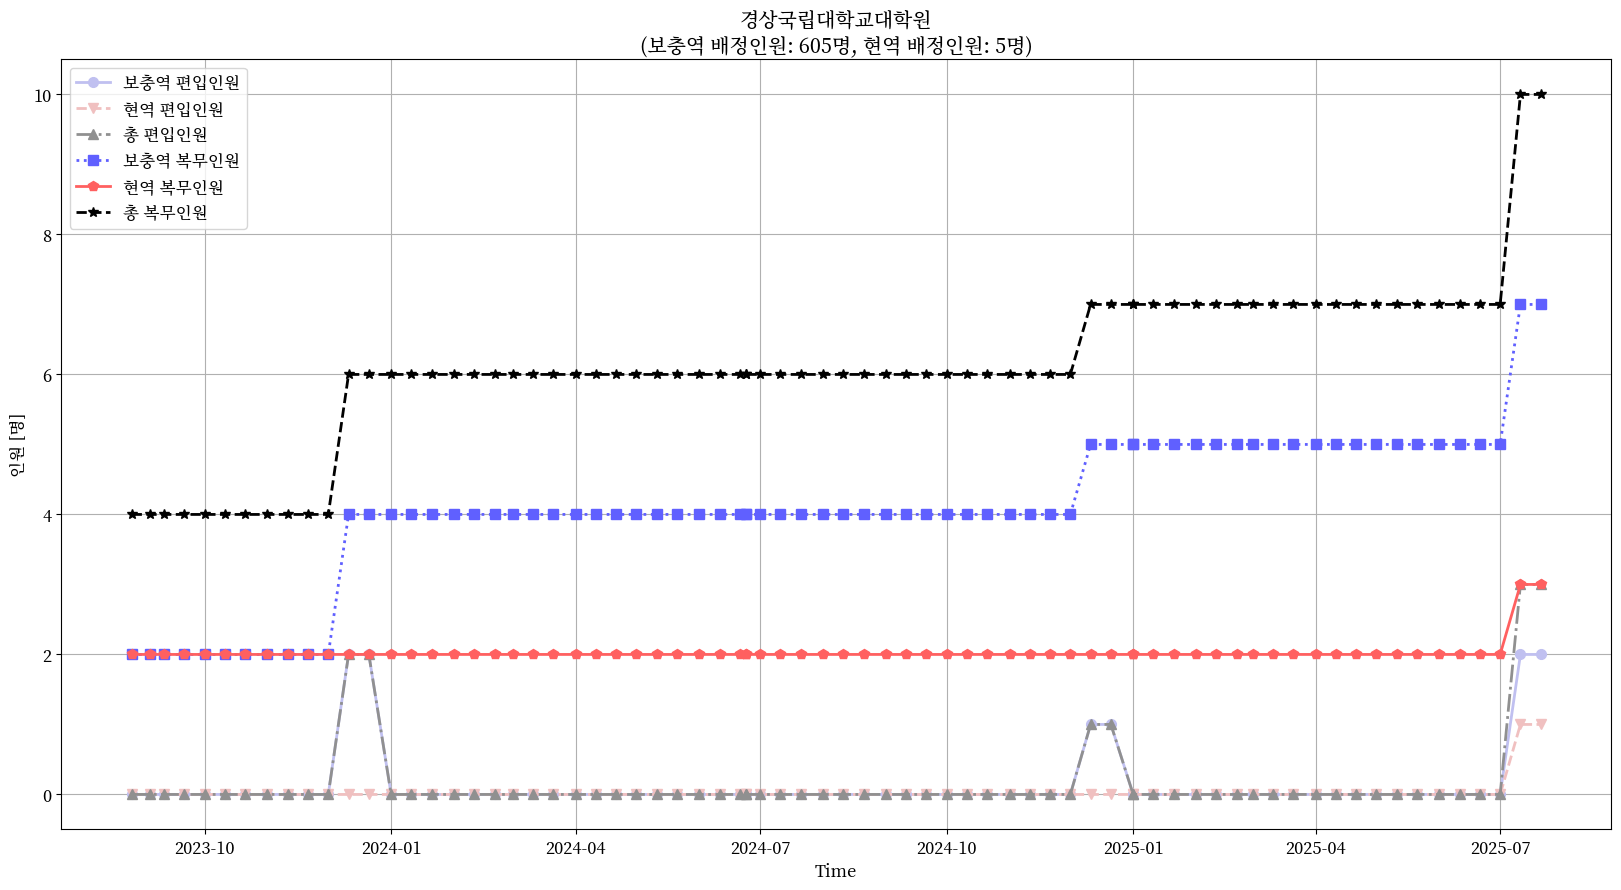 경상국립대학교대학원
(보충역 배정인원: 605명, 현역 배정인원: 5명)
보충역 편입인원
현역 편입인원
총 편입인원
보충역 복무인원
현역 복무인원
총 복무인원
10
8
6
4
2
0
인원 [명]
2023-10
2024-01
2024-04
2024-07
2024-10
2025-01
2025-04
2025-07
Time